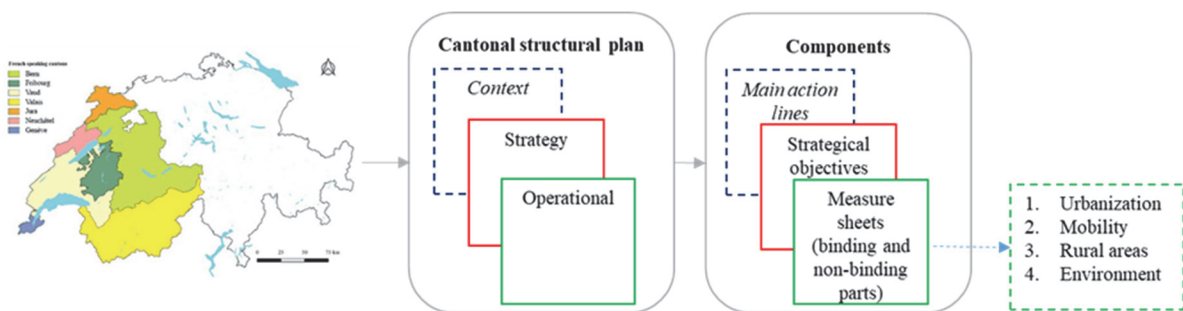 French speaking cantons
Bern
Fribourg
Vaud
Valais
Jura
Neuchâtel
Genève
N
0 25 50 75 km
Cantonal structural plan
Context
Strategy
Operational
Components
Main action
lines
Strategical
objectives
Measure
sheets
(binding and
non-binding
parts)
1. Urbanization
2. Mobility
3. Rural areas
4. Environment